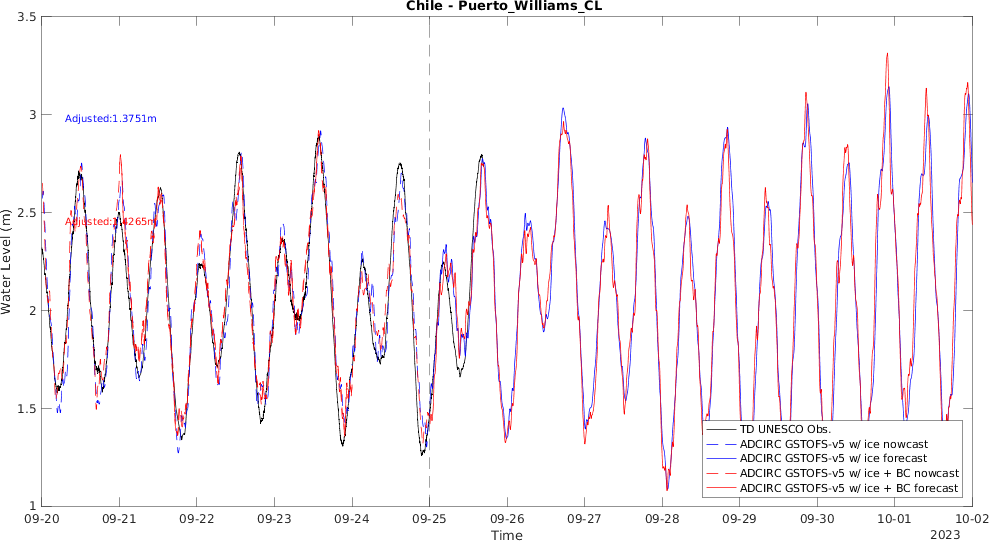 Chile - Puerto_Williams_CL
3.5
3
2.5
2
1.5
1
Water Level (m)
Adjusted:1.3751m
Adjusted:1.4265m
TD UNESCO Obs.
ADCIRC GSTOFS-v5 w/ ice nowcast
ADCIRC GSTOFS-v5 w/ ice forecast
ADCIRC GSTOFS-v5 w/ ice + BC nowcast
ADCIRC GSTOFS-v5 w/ ice + BC forecast
09-20 09-21 09-22 09-23 09-24 09-25 09-26 09-27 09-28 09-29 09-30 10-01 10-02
Time
2023